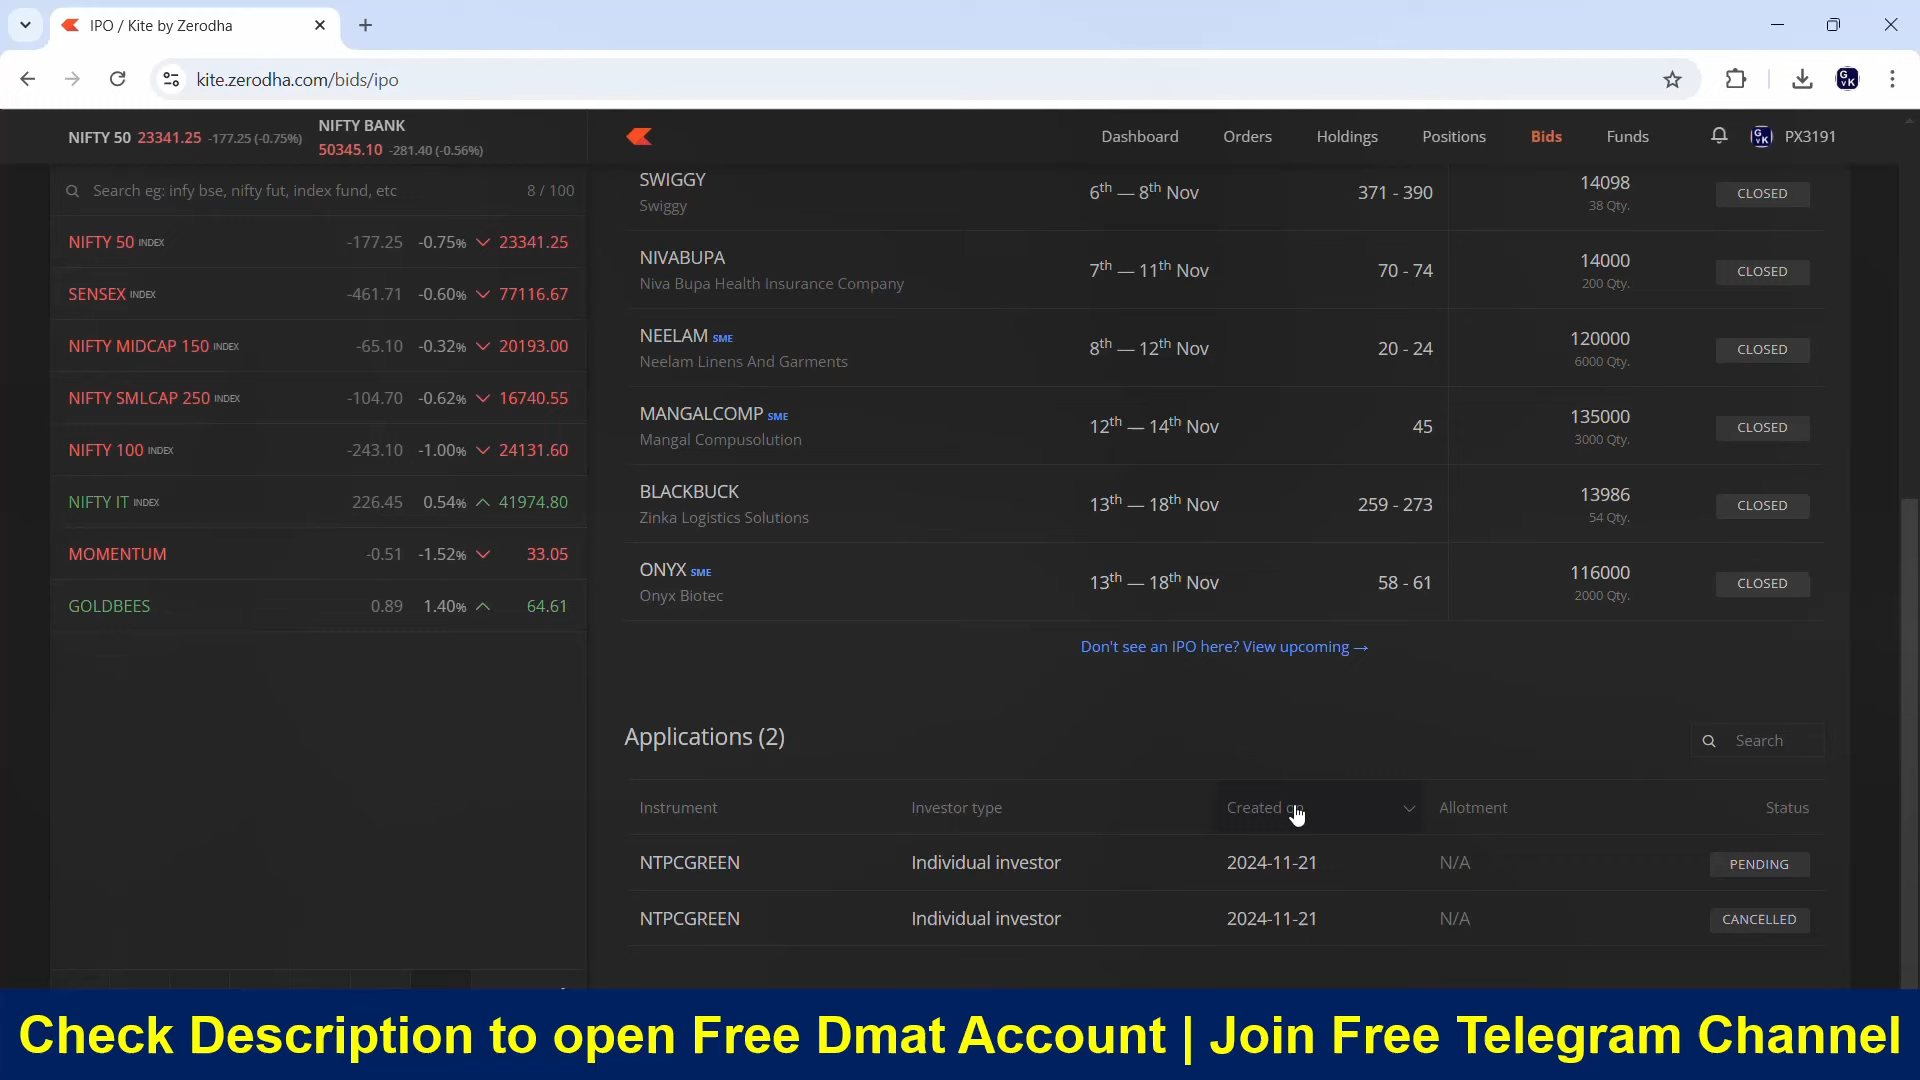 IPO / Kite by Zerodha
kite.zerodha.com/bids/ipo
NIFTY 50 23341.25 -177.25 (-0.75%)
NIFTY BANK
50345.10 -281.40 (-0.56%)
Dashboard Orders Holdings Positions Bids Funds PX3191
Search eg: infy bse, nifty fut, index fund, etc 8 / 100
NIFTY 50 INDEX -177.25 -0.75% 23341.25
SENSEX INDEX -461.71 -0.60% 77116.67
NIFTY MIDCAP 150 INDEX -65.10 -0.32% 20193.00
NIFTY SMLCAP 250 INDEX -104.70 -0.62% 16740.55
NIFTY 100 INDEX -243.10 -1.00% 24131.60
NIFTY IT INDEX 226.45 0.54% 41974.80
MOMENTUM -0.51 -1.52% 33.05
GOLDBEES 0.89 1.40% 64.61
SWIGGY 6th — 8th Nov 371 - 390 14098 CLOSED
Swiggy 38 Qty.
NIVABUPA 7th — 11th Nov 70 - 74 14000 CLOSED
Niva Bupa Health Insurance Company 200 Qty.
NEELAM SME 8th — 12th Nov 20 - 24 120000 CLOSED
Neelam Linens And Garments 6000 Qty.
MANGALCOMP SME 12th — 14th Nov 45 135000 CLOSED
Mangal Compusolution 3000 Qty.
BLACKBUCK 13th — 18th Nov 259 - 273 13986 CLOSED
Zinka Logistics Solutions 54 Qty.
ONYX SME 13th — 18th Nov 58 - 61 116000 CLOSED
Onyx Biotec 2000 Qty.
Don't see an IPO here? View upcoming →
Applications (2) Search
Instrument Investor type Created on Allotment Status
NTPCGREEN Individual investor 2024-11-21 N/A PENDING
NTPCGREEN Individual investor 2024-11-21 N/A CANCELLED
Check Description to open Free Dmat Account | Join Free Telegram Channel